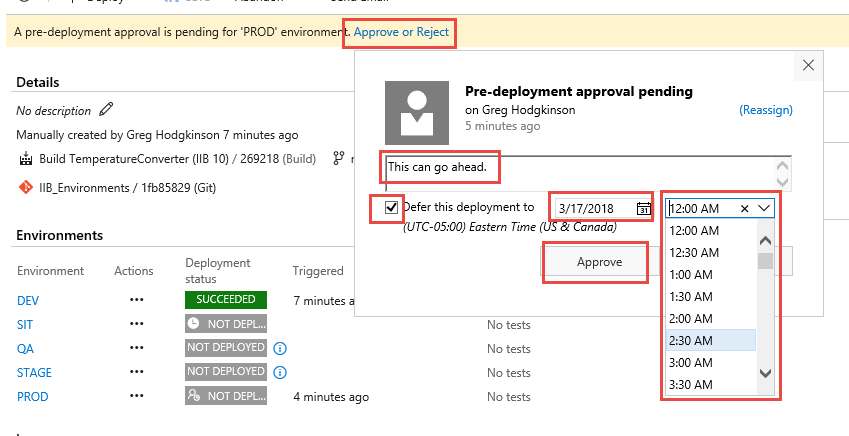 A pre-deployment approval is pending for 'PROD' environment. Approve or Reject
Details
No description
Manually created by Greg Hodgkinson 7 minutes ago
Build TemperatureConverter (IIB 10) / 269218 (Build)
IIB_Environments / 1fb85829 (Git)
Pre-deployment approval pending
on Greg Hodgkinson (Reassign)
5 minutes ago
This can go ahead.
Defer this deployment to 3/17/2018 31 12:00 AM
(UTC-05:00) Eastern Time (US & Canada)
Approve
12:00 AM
12:30 AM
1:00 AM
1:30 AM
2:00 AM
2:30 AM
3:00 AM
3:30 AM
Environments
Environment Actions Deployment status Triggered
DEV ••• SUCCEEDED 7 minutes a
SIT ••• NOT DEPL... No tests
QA ••• NOT DEPLOYED No tests
STAGE ••• NOT DEPLOYED No tests
PROD ••• NOT DEPL... 4 minutes ago No tests